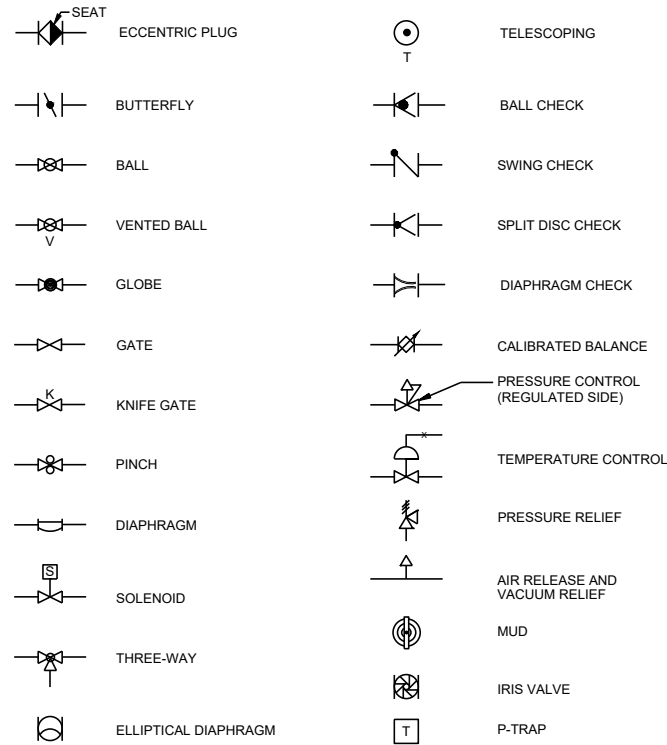 SEAT
ECCENTRIC PLUG
BUTTERFLY
BALL
VENTED BALL
V
GLOBE
GATE
K
KNIFE GATE
PINCH
DIAPHRAGM
S
SOLENOID
THREE-WAY
ELLIPTICAL DIAPHRAGM
TELESCOPING
T
BALL CHECK
SWING CHECK
SPLIT DISC CHECK
DIAPHRAGM CHECK
CALIBRATED BALANCE
PRESSURE CONTROL
(REGULATED SIDE)
x
TEMPERATURE CONTROL
PRESSURE RELIEF
AIR RELEASE AND
VACUUM RELIEF
MUD
IRIS VALVE
T
P-TRAP